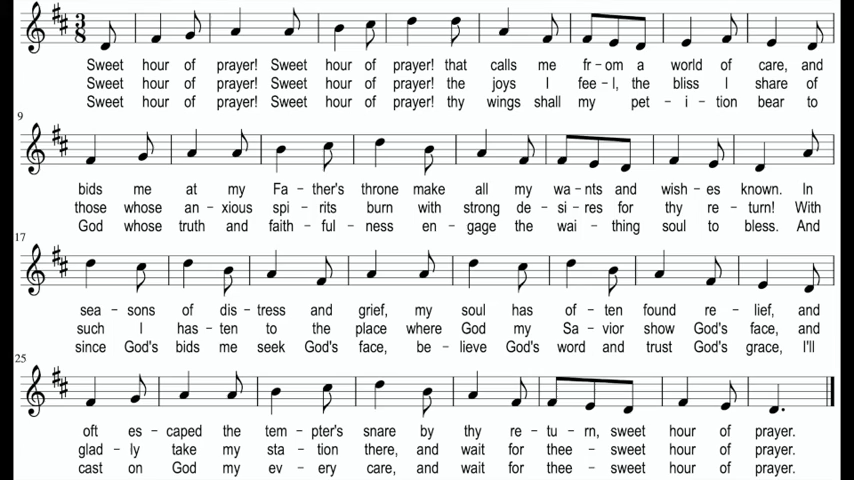 3
8
Sweet hour of prayer! Sweet hour of prayer! that calls me fr-om a world of care, and
Sweet hour of prayer! Sweet hour of prayer! the joys I fee-l, the bliss I share of
Sweet hour of prayer! Sweet hour of prayer! thy wings shall my pet-i-tion bear to
9
bids me at my Fa-ther's throne make all my wa-nts and wish-es known. In
those whose an-xious spi-rits burn with strong de-si-res for thy re-turn! With
God whose truth and faith-ful-ness en-gage the wai-thing soul to bless. And
17
sea-sons of dis-tress and grief, my soul has of-ten found re-lief, and
such I has-ten to the place where God my Sa-vior show God's face, and
since God's bids me seek God's face, be-lieve God's word and trust God's grace, I'll
25
oft es-caped the tem-pter's snare by thy re-tu-rn, sweet hour of prayer.
glad-ly take my sta-tion there, and wait for thee-sweet hour of prayer.
cast on God my ev-ery care, and wait for thee-sweet hour of prayer.